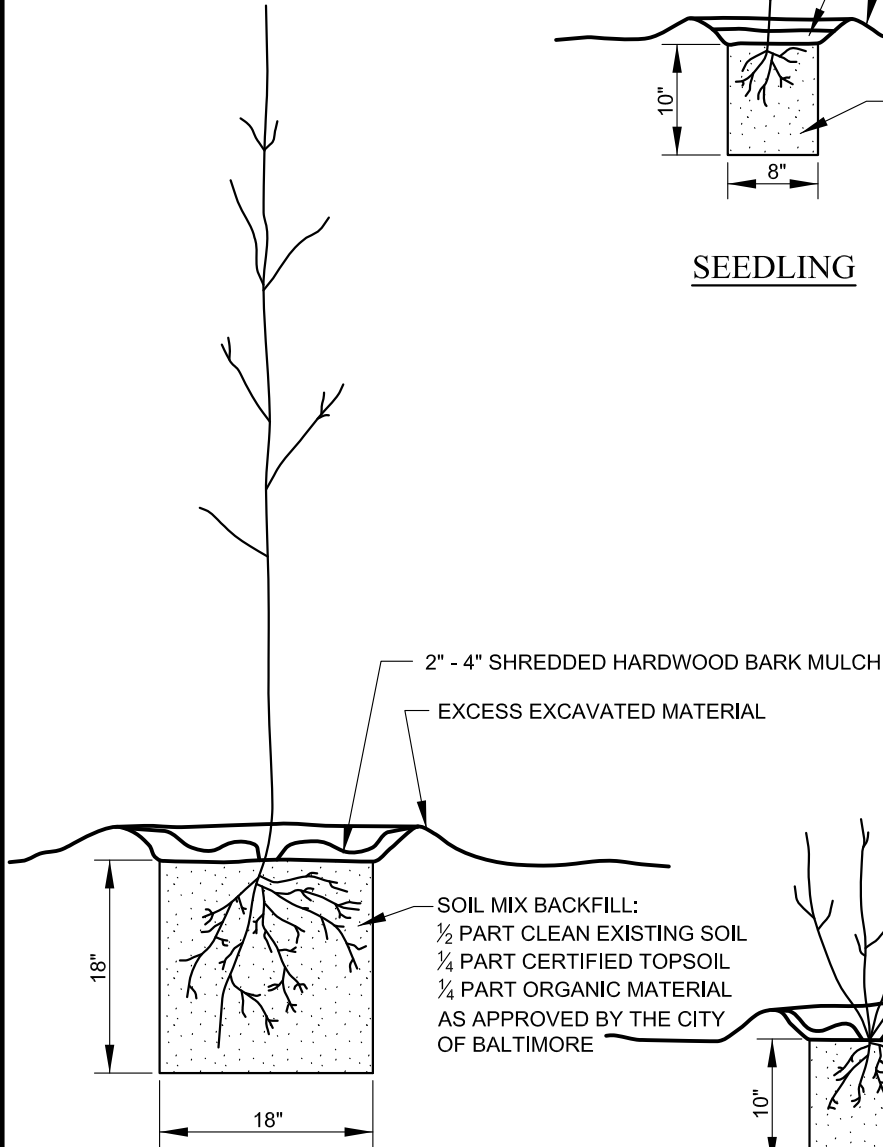 10"
8"
SEEDLING
2" - 4" SHREDDED HARDWOOD BARK MULCH
EXCESS EXCAVATED MATERIAL
SOIL MIX BACKFILL:
½ PART CLEAN EXISTING SOIL
¼ PART CERTIFIED TOPSOIL
¼ PART ORGANIC MATERIAL
AS APPROVED BY THE CITY
OF BALTIMORE
18"
18"
10"